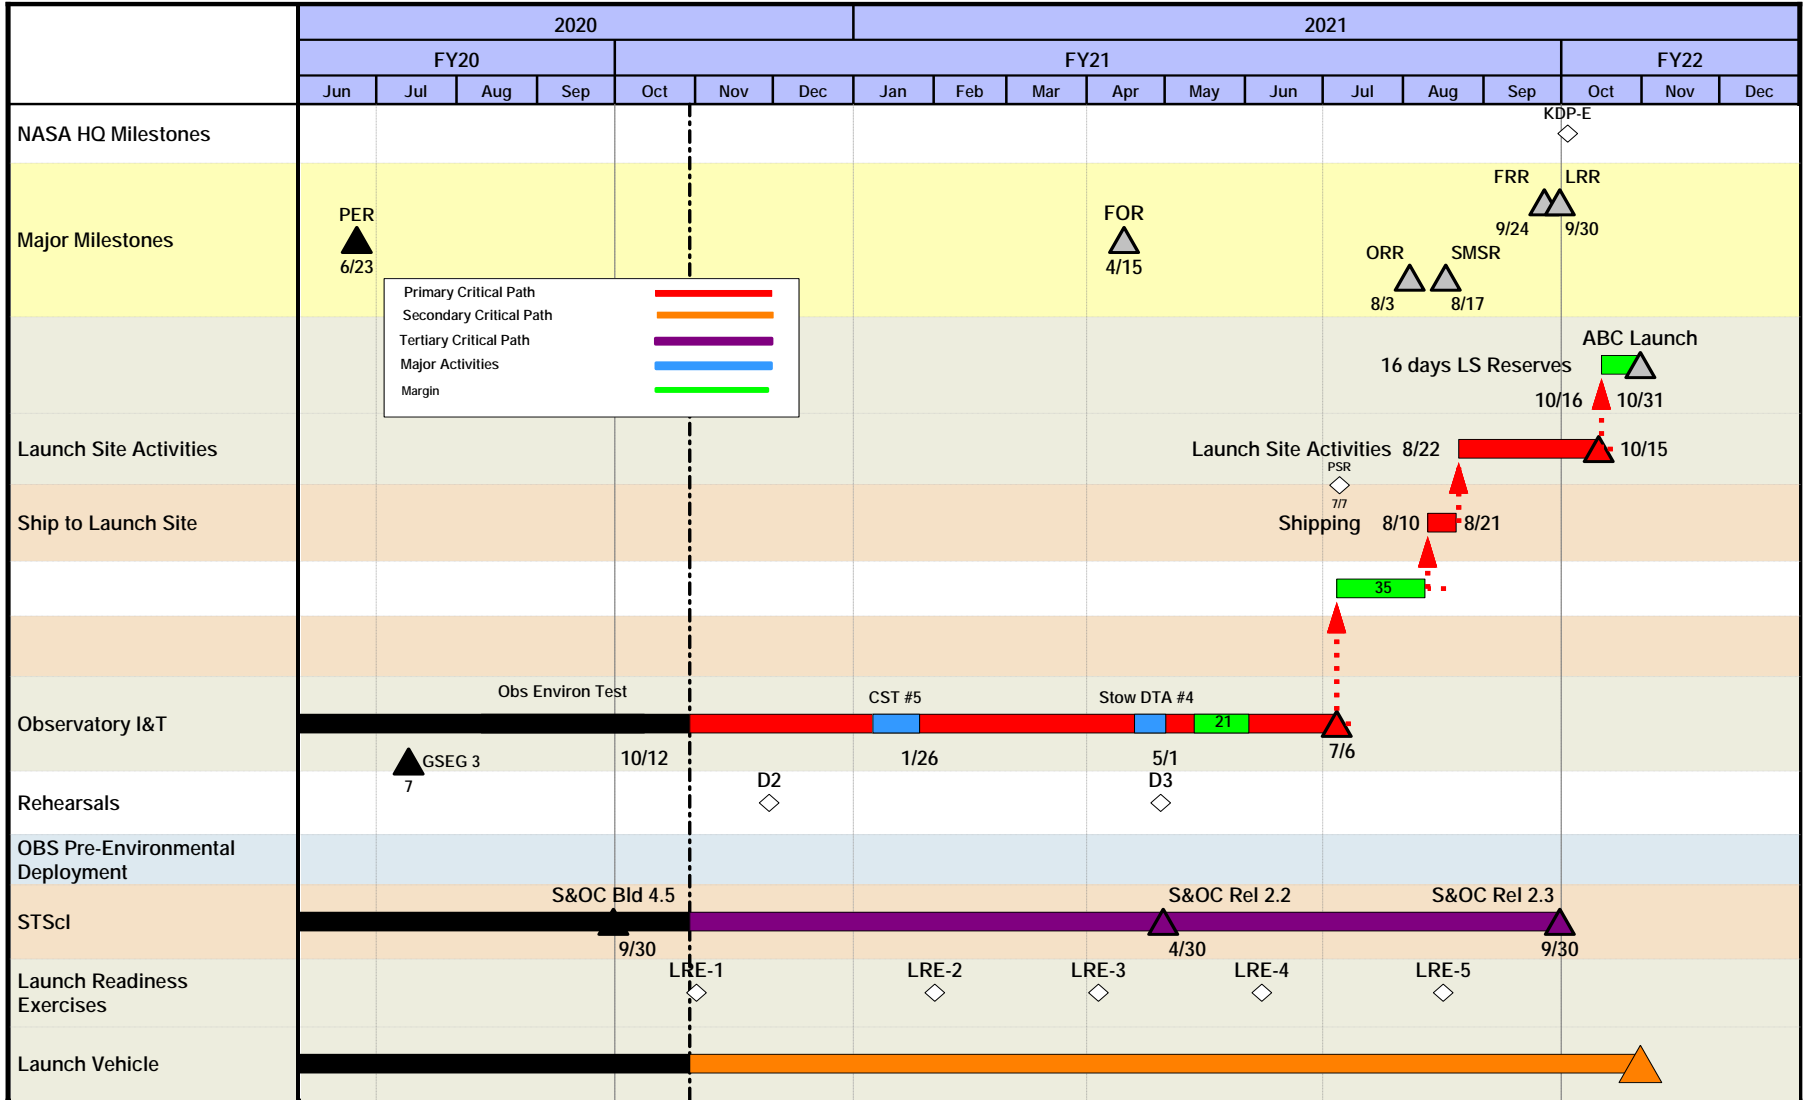 2020 2021
FY20 FY21 FY22
Jun Jul Aug Sep Oct Nov Dec Jan Feb Mar Apr May Jun Jul Aug Sep Oct Nov Dec
KDP-E
NASA HQ Milestones
FRR LRR
PER FOR
Major Milestones
9/24 9/30
6/23 4/15
ORR SMSR
8/3 8/17
Primary Critical Path
Secondary Critical Path
Tertiary Critical Path
Major Activities
Margin
ABC Launch
16 days LS Reserves
10/16 10/31
Launch Site Activities
Launch Site Activities 8/22 10/15
PSR
7/7
Ship to Launch Site
Shipping 8/10 8/21
35
Obs Environ Test CST #5 Stow DTA #4
Observatory I&T
21
10/12 1/26 5/1 7/6
GSEG 3
7
D2 D3
Rehearsals
OBS Pre-Environmental
Deployment
S&OC Bld 4.5 S&OC Rel 2.2 S&OC Rel 2.3
STScI
9/30 4/30 9/30
LRE-1 LRE-2 LRE-3 LRE-4 LRE-5
Launch Readiness
Exercises
Launch Vehicle